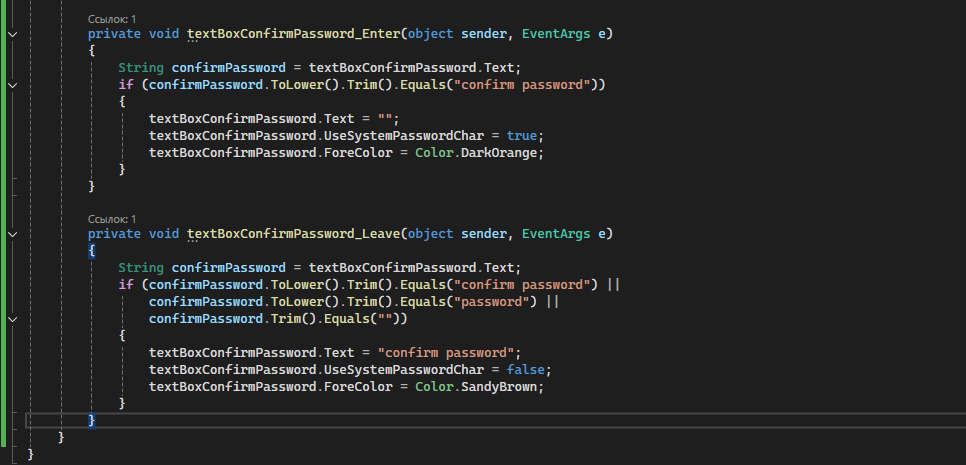 Ссылок: 1
private void textBoxConfirmPassword_Enter(object sender, EventArgs e)
{
String confirmPassword = textBoxConfirmPassword.Text;
if (confirmPassword.ToLower().Trim().Equals("confirm password"))
{
textBoxConfirmPassword.Text = "";
textBoxConfirmPassword.UseSystemPasswordChar = true;
textBoxConfirmPassword.ForeColor = Color.DarkOrange;
}
}
Ссылок: 1
private void textBoxConfirmPassword_Leave(object sender, EventArgs e)
{
String confirmPassword = textBoxConfirmPassword.Text;
if (confirmPassword.ToLower().Trim().Equals("confirm password") ||
confirmPassword.ToLower().Trim().Equals("password") ||
confirmPassword.Trim().Equals(""))
{
textBoxConfirmPassword.Text = "confirm password";
textBoxConfirmPassword.UseSystemPasswordChar = false;
textBoxConfirmPassword.ForeColor = Color.SandyBrown;
}
}
}
}